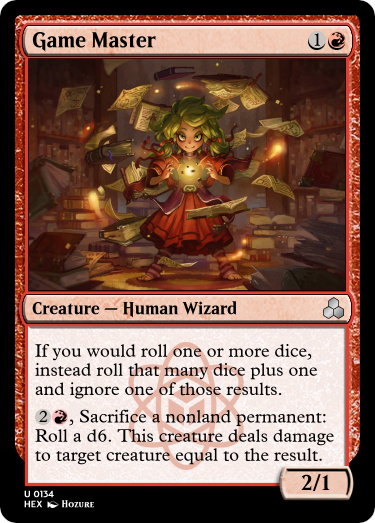 Game Master 1
Creature — Human Wizard
If you would roll one or more dice,
instead roll that many dice plus one
and ignore one of those results.
2, Sacrifice a nonland permanent:
Roll a d6. This creature deals damage
to target creature equal to the result.
2/1
U 0134
HEX Hozure